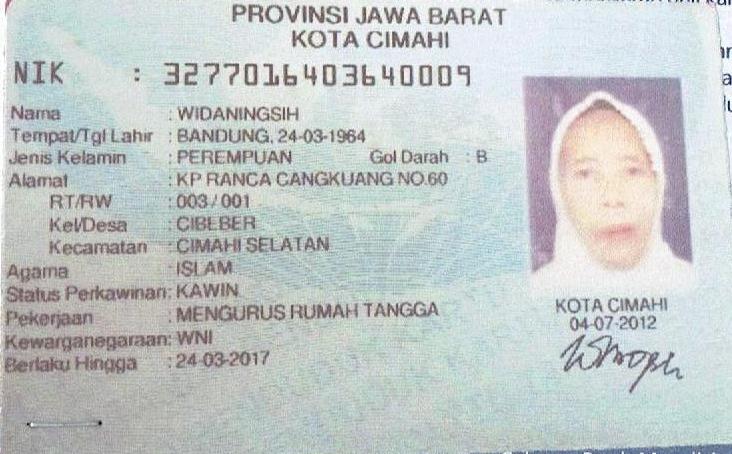 PROVINSI JAWA BARAT
KOTA CIMAHI
NIK : 3277016403640009
Nama : WIDANINGSIH
Tempat/Tgl Lahir : BANDUNG, 24-03-1964
Jenis Kelamin : PEREMPUAN Gol Darah : B
Alamat : KP RANCA CANGKUANG NO.60
RT/RW : 003/001
Kel/Desa : CIBEBER
Kecamatan : CIMAHI SELATAN
Agama : ISLAM
Status Perkawinan: KAWIN
Pekerjaan : MENGURUS RUMAH TANGGA
Kewarganegaraan: WNI
Berlaku Hingga : 24-03-2017
KOTA CIMAHI
04-07-2012